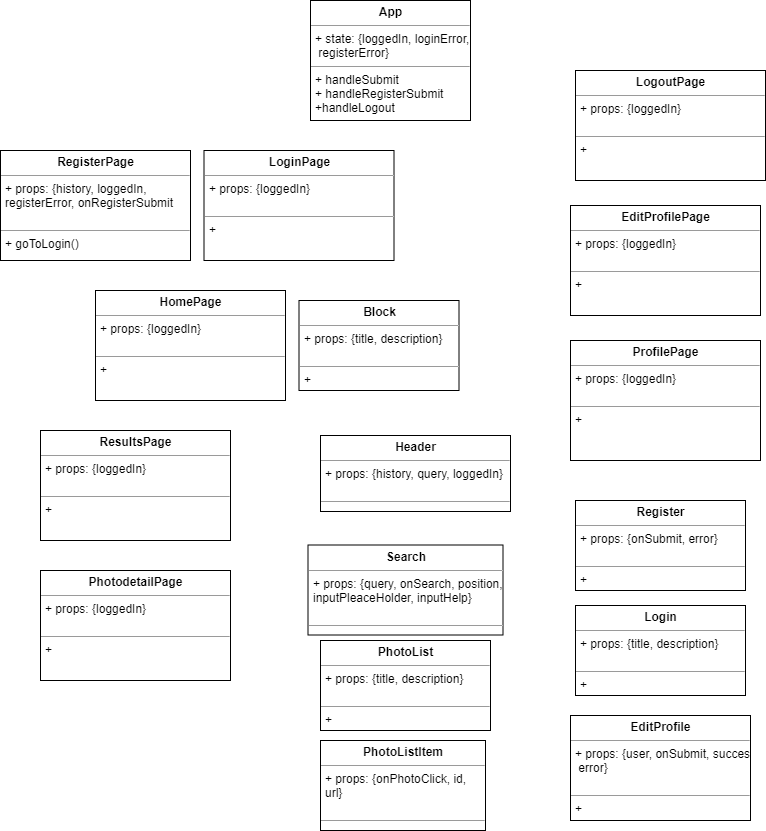 App
+ state: {loggedIn, loginError,
registerError}
+ handleSubmit
+ handleRegisterSubmit
+handleLogout
LogoutPage
+ props: {loggedIn}
+
RegisterPage
+ props: {history, loggedIn,
registerError, onRegisterSubmit
+ goToLogin()
LoginPage
+ props: {loggedIn}
+
EditProfilePage
+ props: {loggedIn}
+
HomePage
+ props: {loggedIn}
+
Block
+ props: {title, description}
+
ProfilePage
+ props: {loggedIn}
+
ResultsPage
+ props: {loggedIn}
+
Header
+ props: {history, query, loggedIn}
Register
+ props: {onSubmit, error}
+
Search
+ props: {query, onSearch, position,
inputPleaceHolder, inputHelp}
PhotodetailPage
+ props: {loggedIn}
+
Login
+ props: {title, description}
+
PhotoList
+ props: {title, description}
+
EditProfile
+ props: {user, onSubmit, succes
error}
+
PhotoListItem
+ props: {onPhotoClick, id,
url}